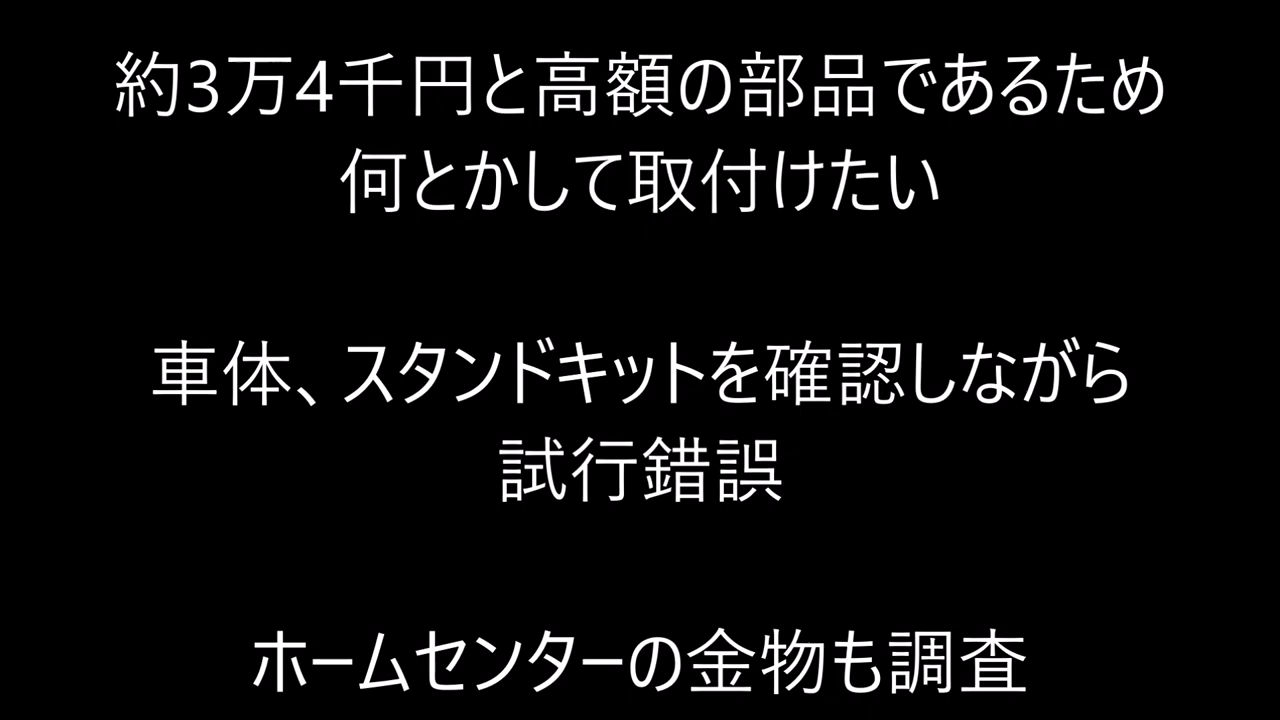 約3万4千円と高額の部品であるため
何とかして取付けたい
車体、スタンドキットを確認しながら
試行錯誤
ホームセンターの金物も調査